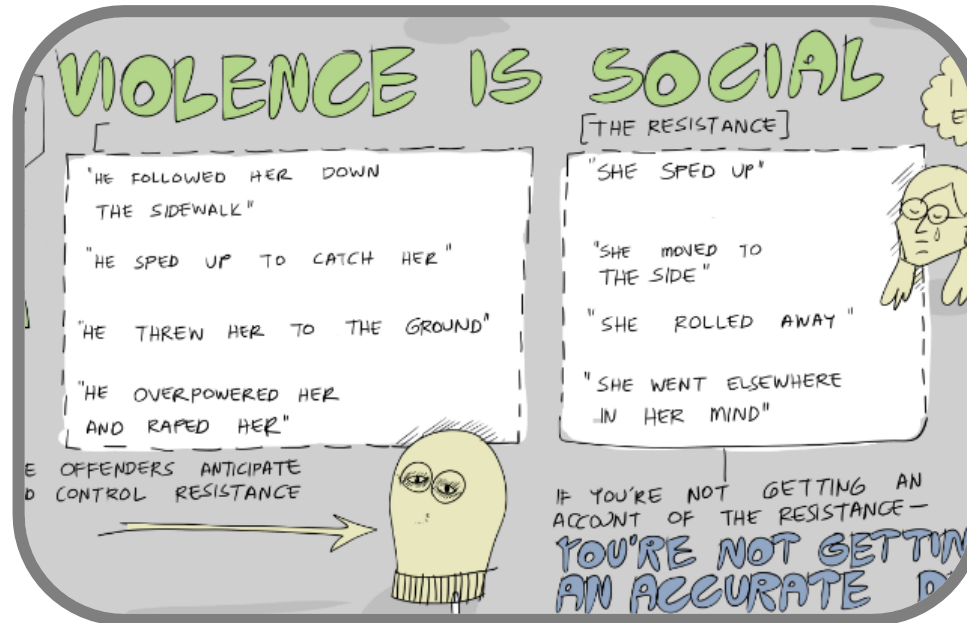 VIOLENCE IS SOCIAL
[
"HE FOLLOWED HER DOWN
THE SIDEWALK"
"HE SPED UP TO CATCH HER"
"HE THREW HER TO THE GROUND"
"HE OVERPOWERED HER
AND RAPED HER"
OFFENDERS ANTICIPATE
CONTROL RESISTANCE
[THE RESISTANCE]
"SHE SPED UP"
"SHE MOVED TO
THE SIDE"
"SHE ROLLED AWAY"
"SHE WENT ELSEWHERE
IN HER MIND"
IF YOU'RE NOT GETTING AN
ACCOUNT OF THE RESISTANCE—
YOU'RE NOT GETTIN
AN ACCURATE